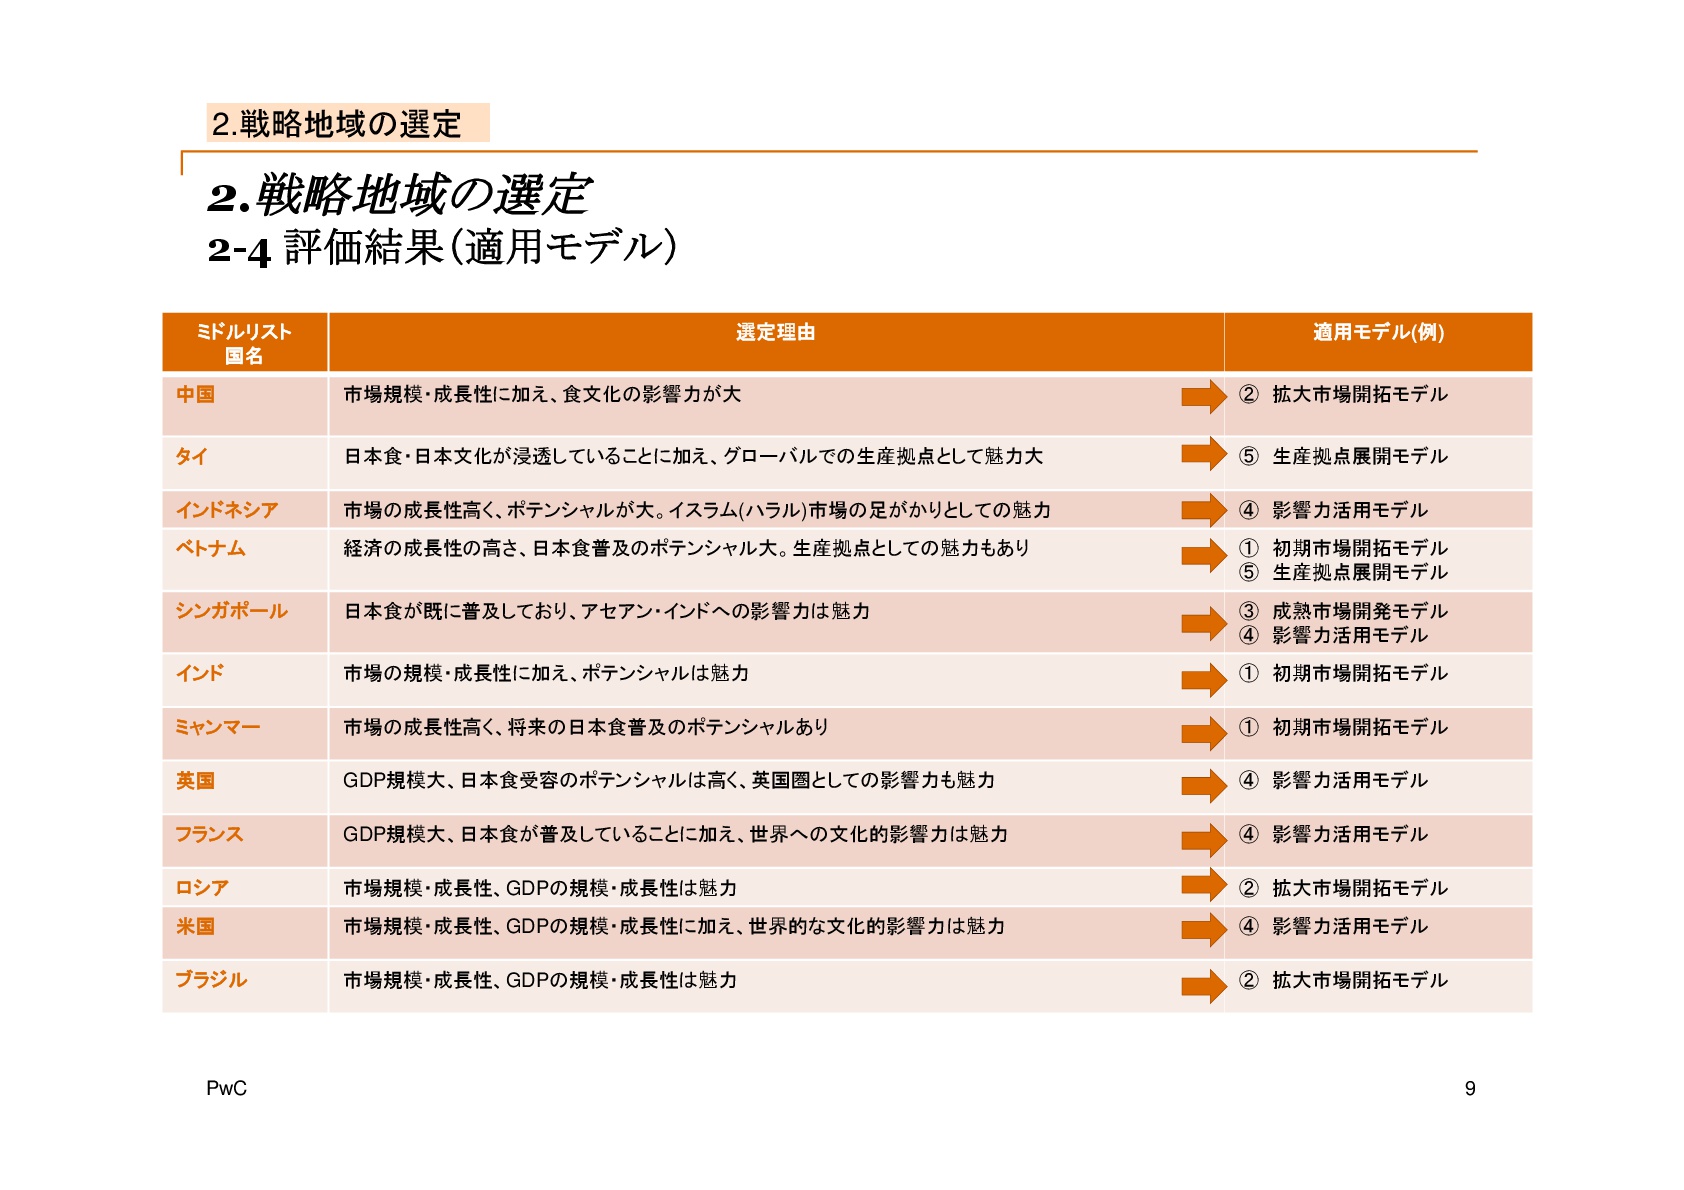 2.戦略地域の選定
2.戦略地域の選定
2-4 評価結果(適用モデル)
ミドルリスト
国名
選定理由
適用モデル(例)
中国
市場規模・成長性に加え、食文化の影響力が大
② 拡大市場開拓モデル
タイ
日本食・日本文化が浸透していることに加え、グローバルでの生産拠点として魅力大
⑤ 生産拠点展開モデル
インドネシア
市場の成長性高く、ポテンシャルが大。イスラム(ハラル)市場の足がかりとしての魅力
④ 影響力活用モデル
ベトナム
経済の成長性の高さ、日本食普及のポテンシャル大。生産拠点としての魅力もあり
① 初期市場開拓モデル
⑤ 生産拠点展開モデル
シンガポール
日本食が既に普及しており、アセアン・インドへの影響力は魅力
③ 成熟市場開発モデル
④ 影響力活用モデル
インド
市場の規模・成長性に加え、ポテンシャルは魅力
① 初期市場開拓モデル
ミャンマー
市場の成長性高く、将来の日本食普及のポテンシャルあり
① 初期市場開拓モデル
英国
GDP規模大、日本食受容のポテンシャルは高く、英国圏としての影響力も魅力
④ 影響力活用モデル
フランス
GDP規模大、日本食が普及していることに加え、世界への文化的影響力は魅力
④ 影響力活用モデル
ロシア
市場規模・成長性、GDPの規模・成長性は魅力
② 拡大市場開拓モデル
米国
市場規模・成長性、GDPの規模・成長性に加え、世界的な文化的影響力は魅力
④ 影響力活用モデル
ブラジル
市場規模・成長性、GDPの規模・成長性は魅力
② 拡大市場開拓モデル
PwC
9